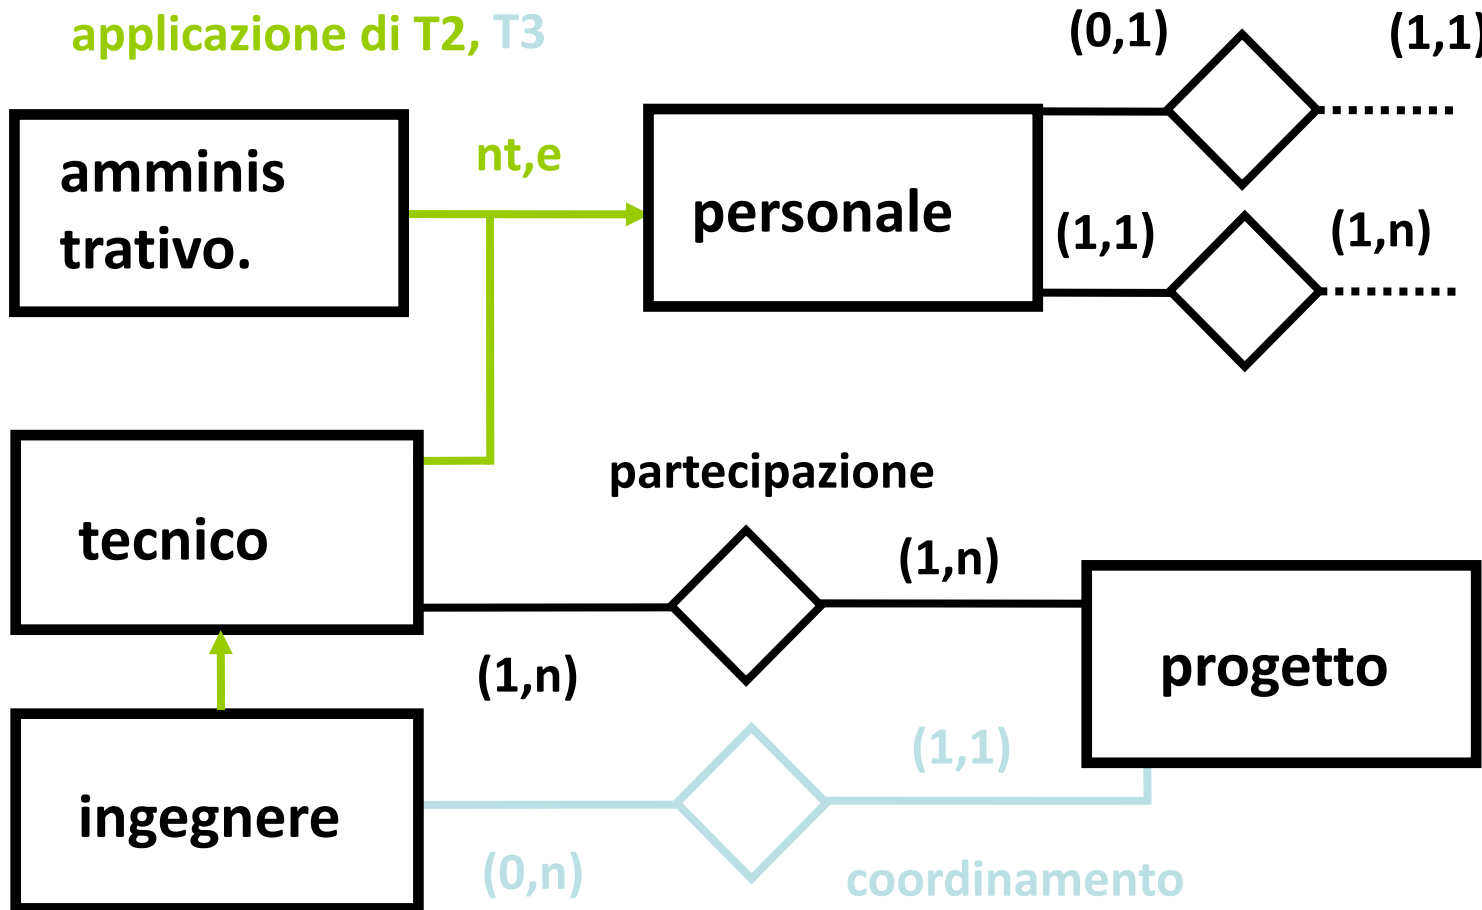 applicazione di T2, T3
(0,1)
(1,1)
amminis
trativo.
nt,e
personale
(1,1)
(1,n)
partecipazione
tecnico
(1,n)
(1,n)
progetto
ingegnere
(1,1)
(0,n)
coordinamento